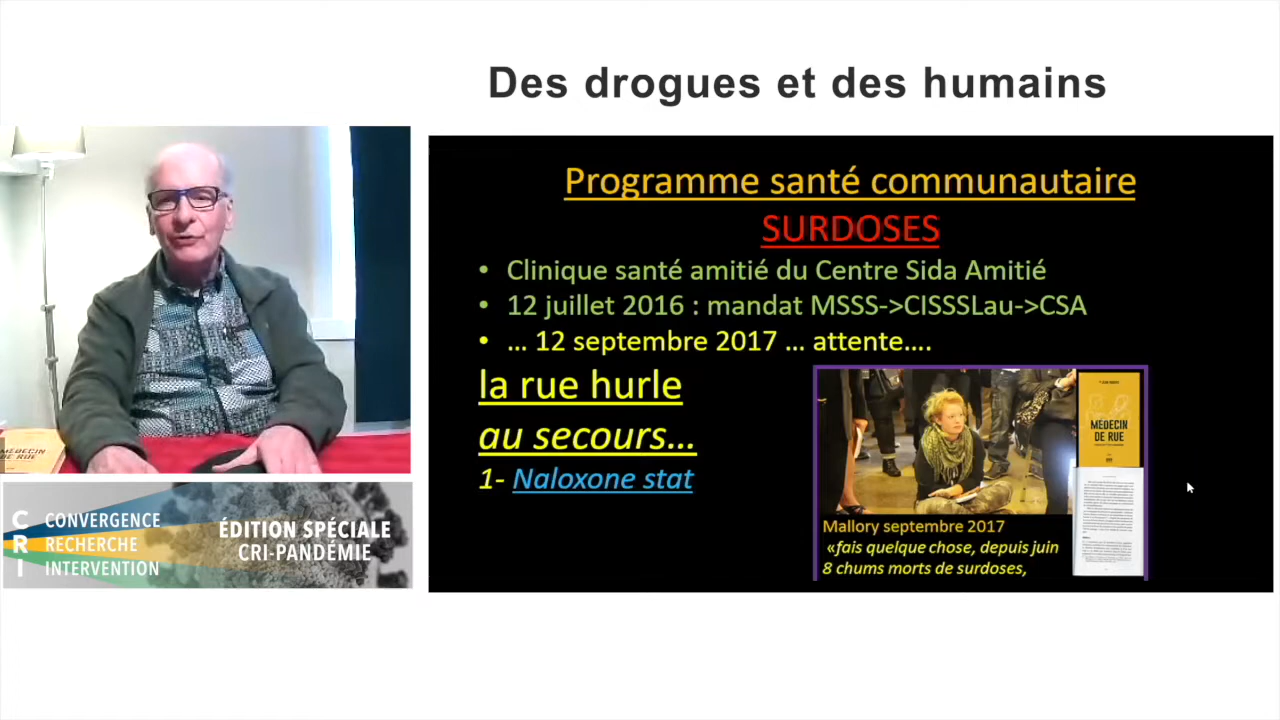 Des drogues et des humains
Programme santé communautaire
SURDOSES
• Clinique santé amitié du Centre Sida Amitié
• 12 juillet 2016 : mandat MSSS->CISSSLau->CSA
• … 12 septembre 2017 … attente….
la rue hurle
au secours…
1- Naloxone stat
MÉDECIN
DE RUE
Mallory septembre 2017
«fais quelque chose, depuis juin
8 chums morts de surdoses,
MÉDECIN
DE RUE
C CONVERGENCE
R RECHERCHE
I INTERVENTION
ÉDITION SPÉCIALE
CRI-PANDÉMIE